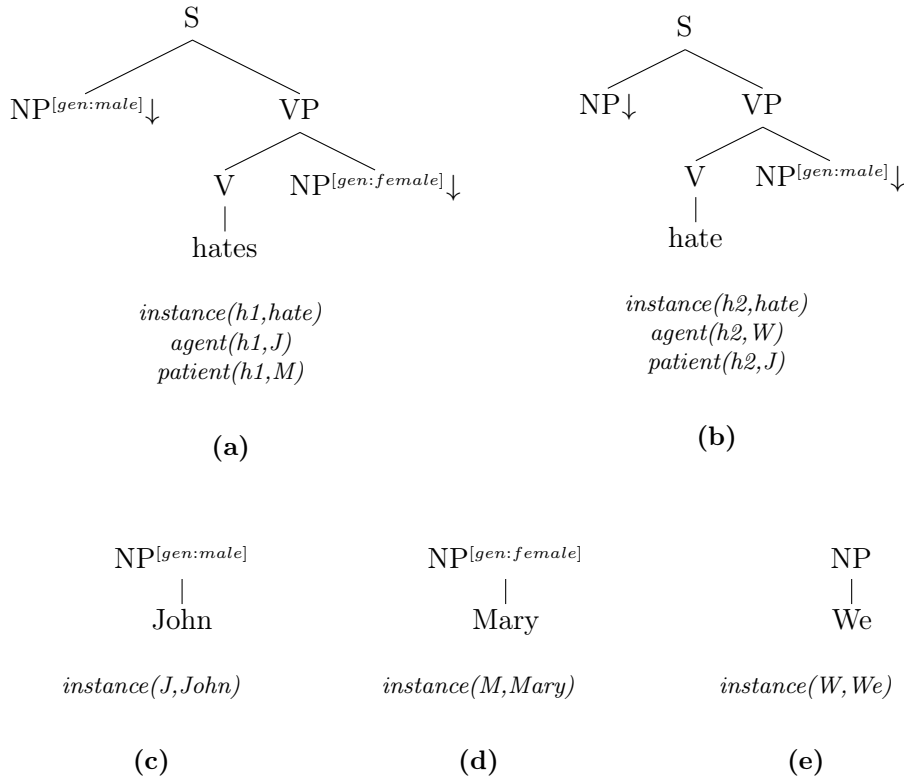 S
NP[gen:male]↓ VP
V NP[gen:female]↓
hates
instance(h1,hate)
agent(h1,J)
patient(h1,M)
(a)
S
NP↓ VP
V NP[gen:male]↓
hate
instance(h2,hate)
agent(h2,W)
patient(h2,J)
(b)
NP[gen:male]
John
instance(J,John)
(c)
NP[gen:female]
Mary
instance(M,Mary)
(d)
NP
We
instance(W,We)
(e)